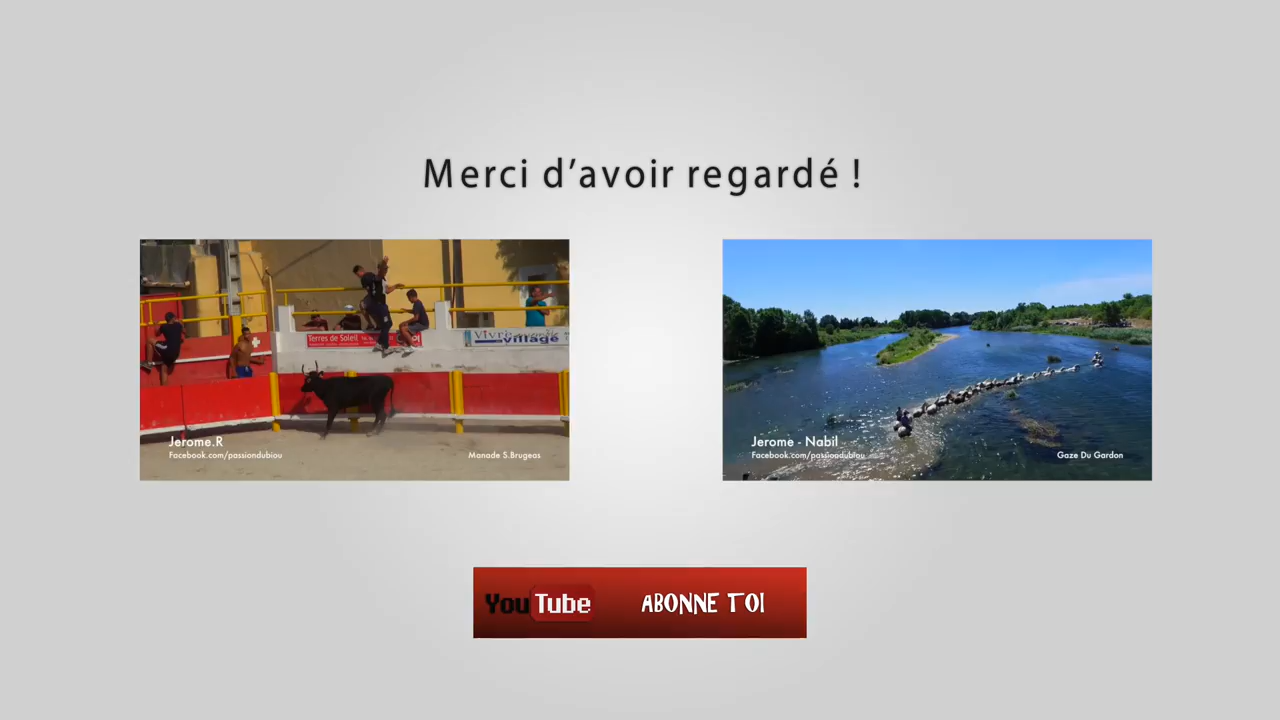 Merci d’avoir regardé !
Terres de Soleil
Vivre
village
Jerome.R
Facebook.com/passiondubiou
Manade S.Brugeas
Jerome - Nabil
Facebook.com/passiondubiou
Gaze Du Gardon
YouTube
ABONNE TOI